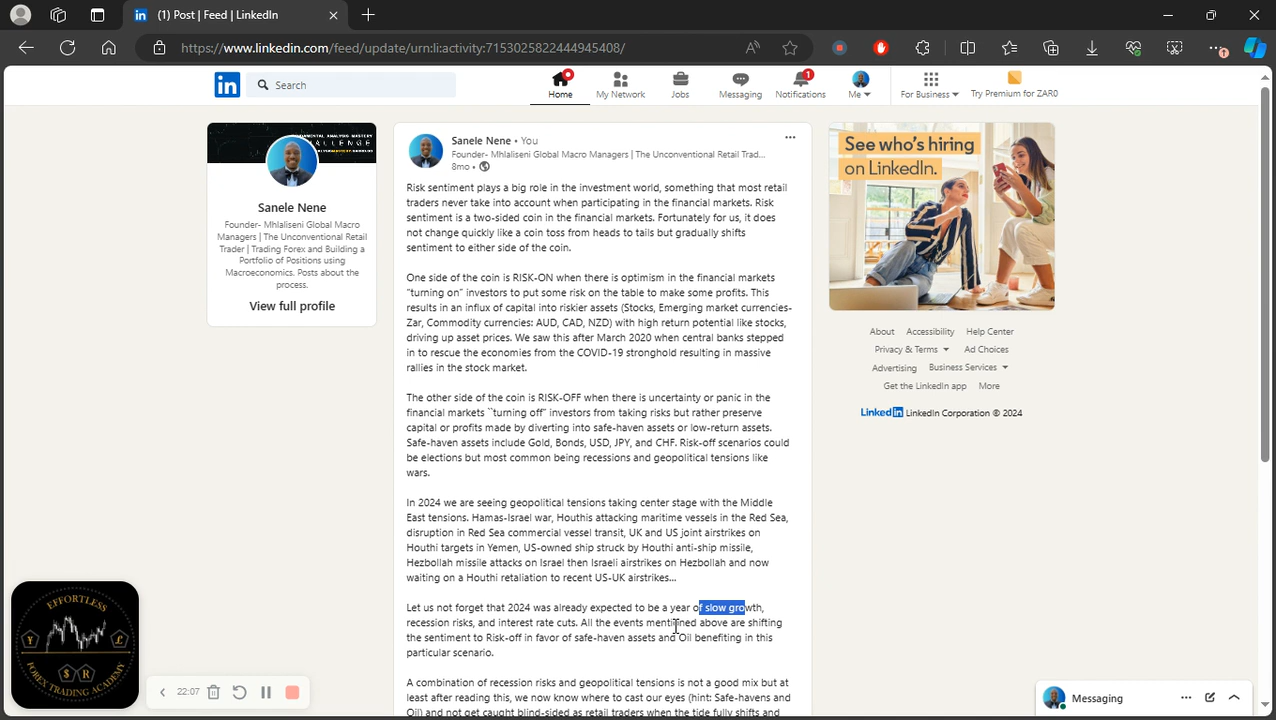 (1) Post | Feed | LinkedIn
https://www.linkedin.com/feed/update/urn:li:activity:7153025822444945408/
in
Search
Home
My Network
Jobs
Messaging
1
Notifications
Me
For Business
Try Premium for ZAR0
CHALLENGE
Sanele Nene
Founder- Mhlaliseni Global Macro
Managers | The Unconventional Retail
Trader | Trading Forex and Building a
Portfolio of Positions using
Macroeconomics. Posts about the
process.
View full profile
Sanele Nene • You
Founder- Mhlaliseni Global Macro Managers | The Unconventional Retail Trad...
8mo •
Risk sentiment plays a big role in the investment world, something that most retail
traders never take into account when participating in the financial markets. Risk
sentiment is a two-sided coin in the financial markets. Fortunately for us, it does
not change quickly like a coin toss from heads to tails but gradually shifts
sentiment to either side of the coin.
One side of the coin is RISK-ON when there is optimism in the financial markets
"turning on" investors to put some risk on the table to make some profits. This
results in an influx of capital into riskier assets (Stocks, Emerging market currencies-
Zar, Commodity currencies: AUD, CAD, NZD) with high return potential like stocks,
driving up asset prices. We saw this after March 2020 when central banks stepped
in to rescue the economies from the COVID-19 stronghold resulting in massive
rallies in the stock market.
The other side of the coin is RISK-OFF when there is uncertainty or panic in the
financial markets ``turning off" investors from taking risks but rather preserve
capital or profits made by diverting into safe-haven assets or low-return assets.
Safe-haven assets include Gold, Bonds, USD, JPY, and CHF. Risk-off scenarios could
be elections but most common being recessions and geopolitical tensions like
wars.
In 2024 we are seeing geopolitical tensions taking center stage with the Middle
East tensions. Hamas-Israel war, Houthis attacking maritime vessels in the Red Sea,
disruption in Red Sea commercial vessel transit, UK and US joint airstrikes on
Houthi targets in Yemen, US-owned ship struck by Houthi anti-ship missile,
Hezbollah missile attacks on Israel then Israeli airstrikes on Hezbollah and now
waiting on a Houthi retaliation to recent US-UK airstrikes...
Let us not forget that 2024 was already expected to be a year of slow growth,
recession risks, and interest rate cuts. All the events mentioned above are shifting
the sentiment to Risk-off in favor of safe-haven assets and Oil benefiting in this
particular scenario.
A combination of recession risks and geopolitical tensions is not a good mix but at
least after reading this, we now know where to cast our eyes (hint: Safe-havens and
Oil) and not get caught blind-sided as retail traders when the tide fully shifts and
See who's hiring
on LinkedIn.
About Accessibility Help Center
Privacy & Terms Ad Choices
Advertising Business Services
Get the LinkedIn app More
LinkedIn LinkedIn Corporation © 2024
EFFORTLESS
¥ £
$ R
FOREX TRADING ACADEMY
22:07
Messaging